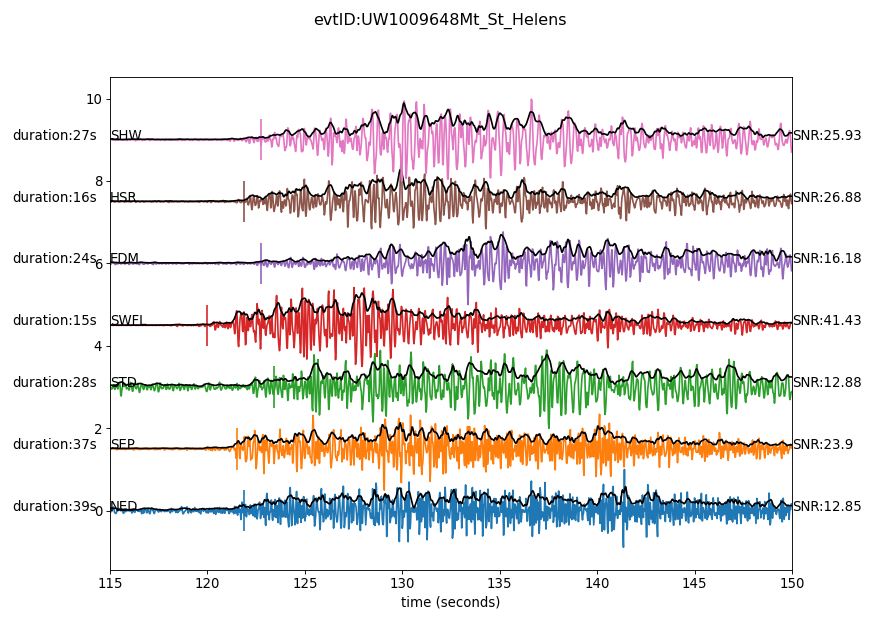 evtID:UW1009648Mt_St_Helens
10
duration:27s SHW SNR:25.93
8
duration:16s HSR SNR:26.88
duration:24s EDM SNR:16.18
6
duration:15s SWFL SNR:41.43
4
duration:28s STD SNR:12.88
2
duration:37s SEP SNR:23.9
duration:39s NED SNR:12.85
0
115 120 125 130 135 140 145 150
time (seconds)